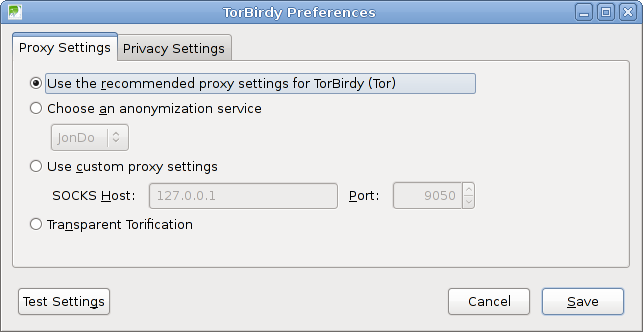 TorBirdy Preferences
Proxy Settings Privacy Settings
Use the recommended proxy settings for TorBirdy (Tor)
Choose an anonymization service
JonDo
Use custom proxy settings
SOCKS Host: 127.0.0.1 Port: 9050
Transparent Torification
Test Settings Cancel Save